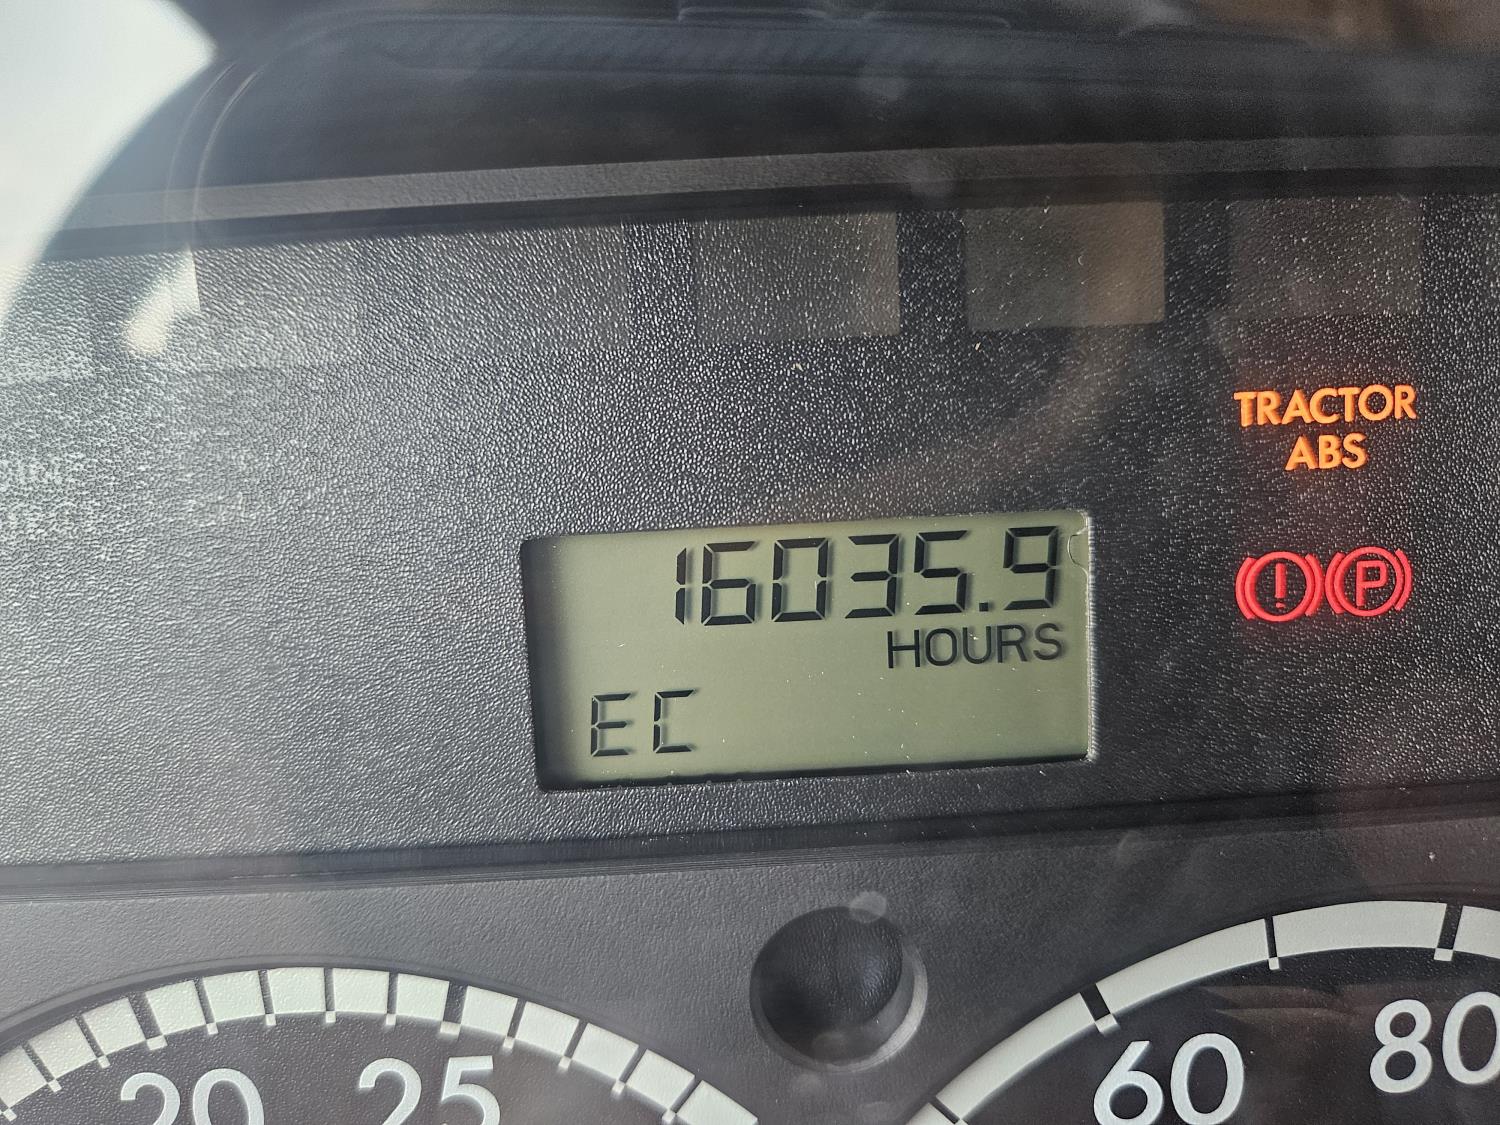 TRACTOR
ABS
16035.9
HOURS
! P
EC
20 25 60 80